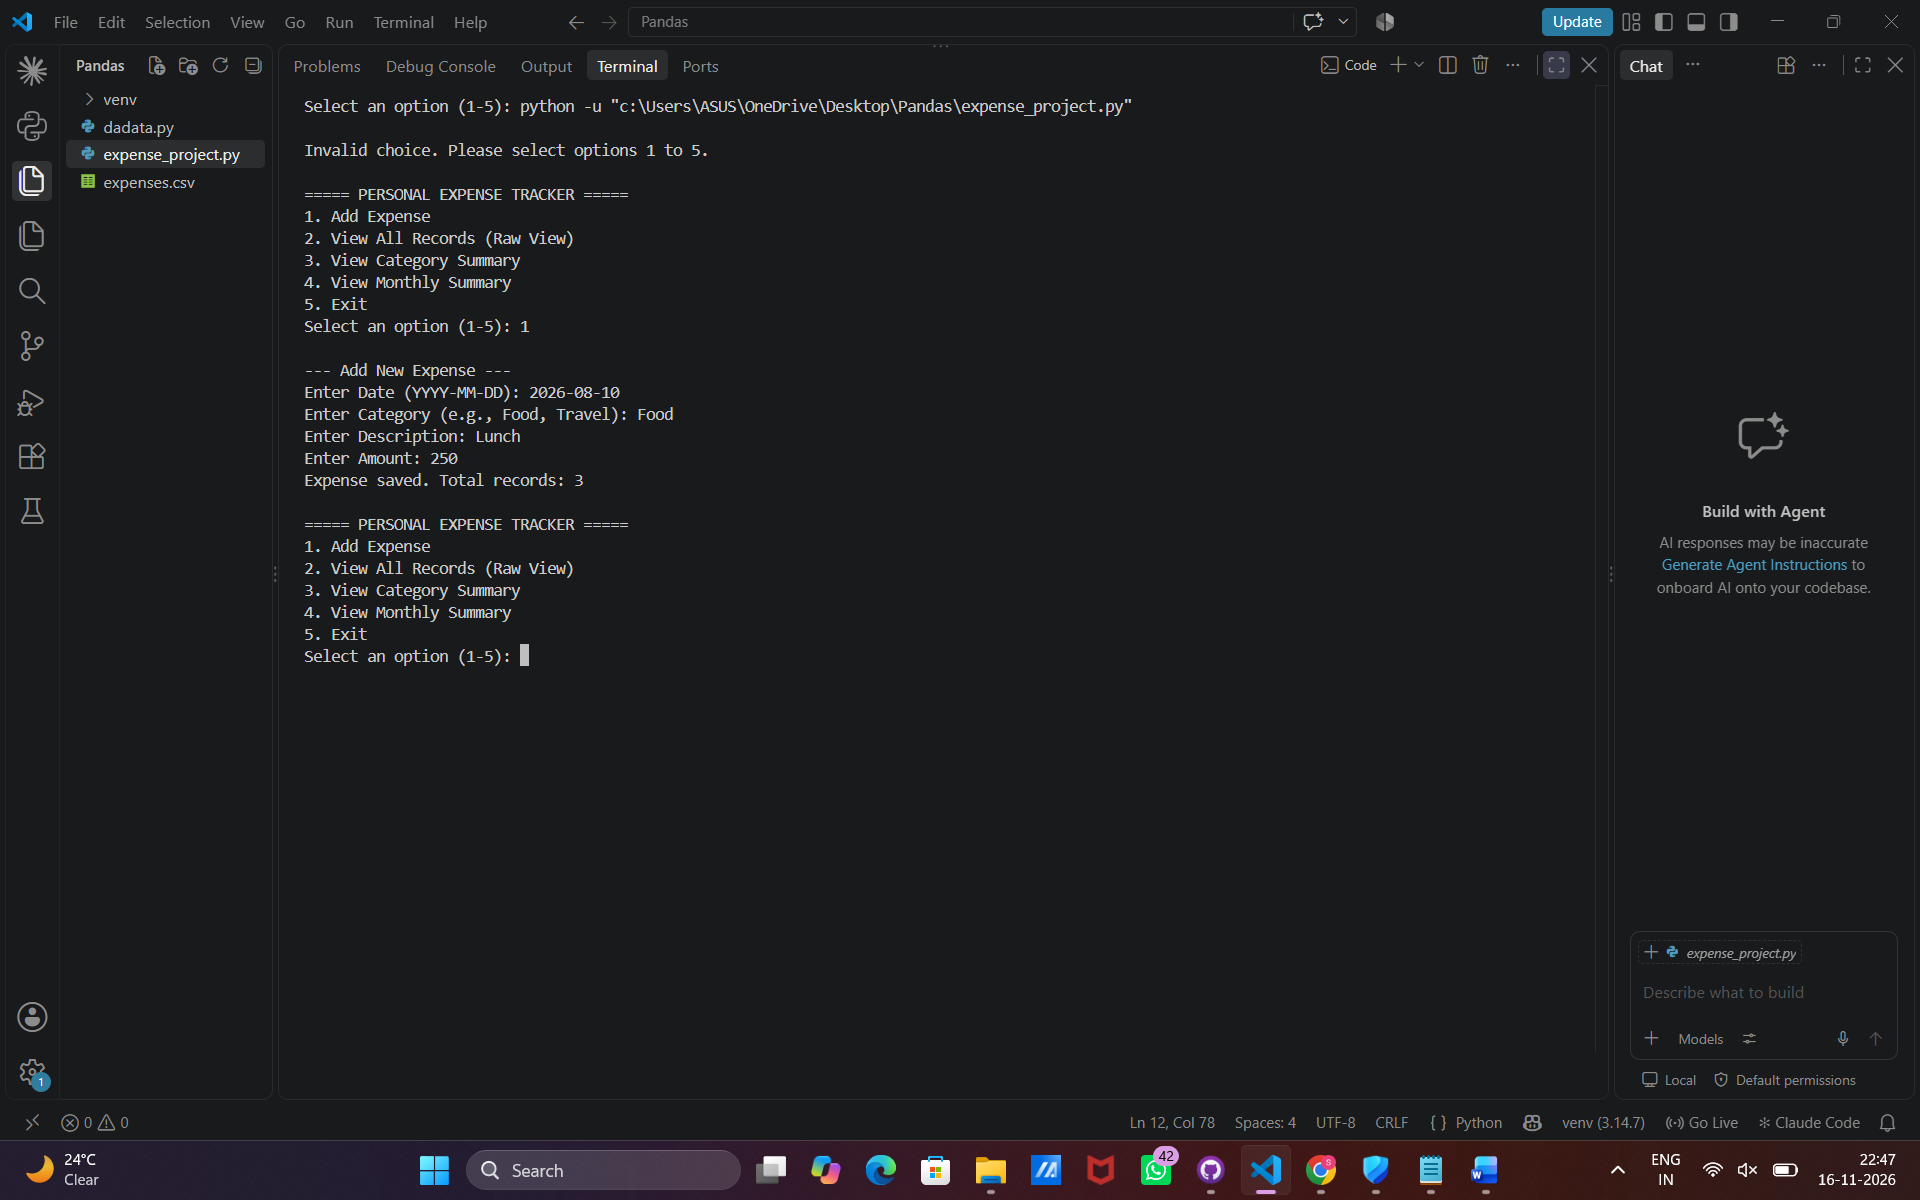 File Edit Selection View Go Run Terminal Help
Pandas
Update
Pandas
venv
dadata.py
expense_project.py
expenses.csv
Problems Debug Console Output Terminal Ports
Code
Select an option (1-5): python -u "c:\Users\ASUS\OneDrive\Desktop\Pandas\expense_project.py"
Invalid choice. Please select options 1 to 5.
===== PERSONAL EXPENSE TRACKER =====
1. Add Expense
2. View All Records (Raw View)
3. View Category Summary
4. View Monthly Summary
5. Exit
Select an option (1-5): 1
--- Add New Expense ---
Enter Date (YYYY-MM-DD): 2026-08-10
Enter Category (e.g., Food, Travel): Food
Enter Description: Lunch
Enter Amount: 250
Expense saved. Total records: 3
===== PERSONAL EXPENSE TRACKER =====
1. Add Expense
2. View All Records (Raw View)
3. View Category Summary
4. View Monthly Summary
5. Exit
Select an option (1-5):
Chat
Build with Agent
AI responses may be inaccurate
Generate Agent Instructions to
onboard AI onto your codebase.
expense_project.py
Describe what to build
Models
Local Default permissions
1
0 0
Ln 12, Col 78 Spaces: 4 UTF-8 CRLF { } Python venv (3.14.7) Go Live Claude Code
24°C
Clear
Search
42
S
W
ENG
IN
22:47
16-11-2026